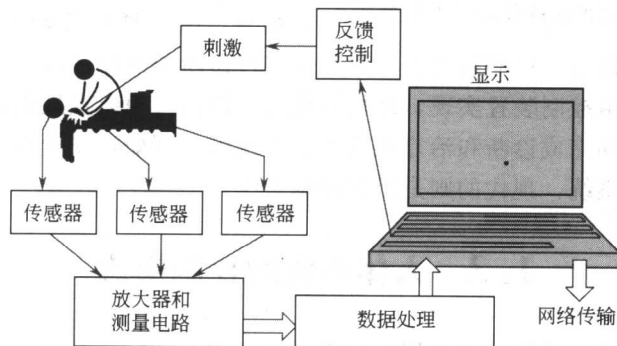 刺激
反馈
控制
显示
传感器
传感器
传感器
放大器和
测量电路
数据处理
网络传输